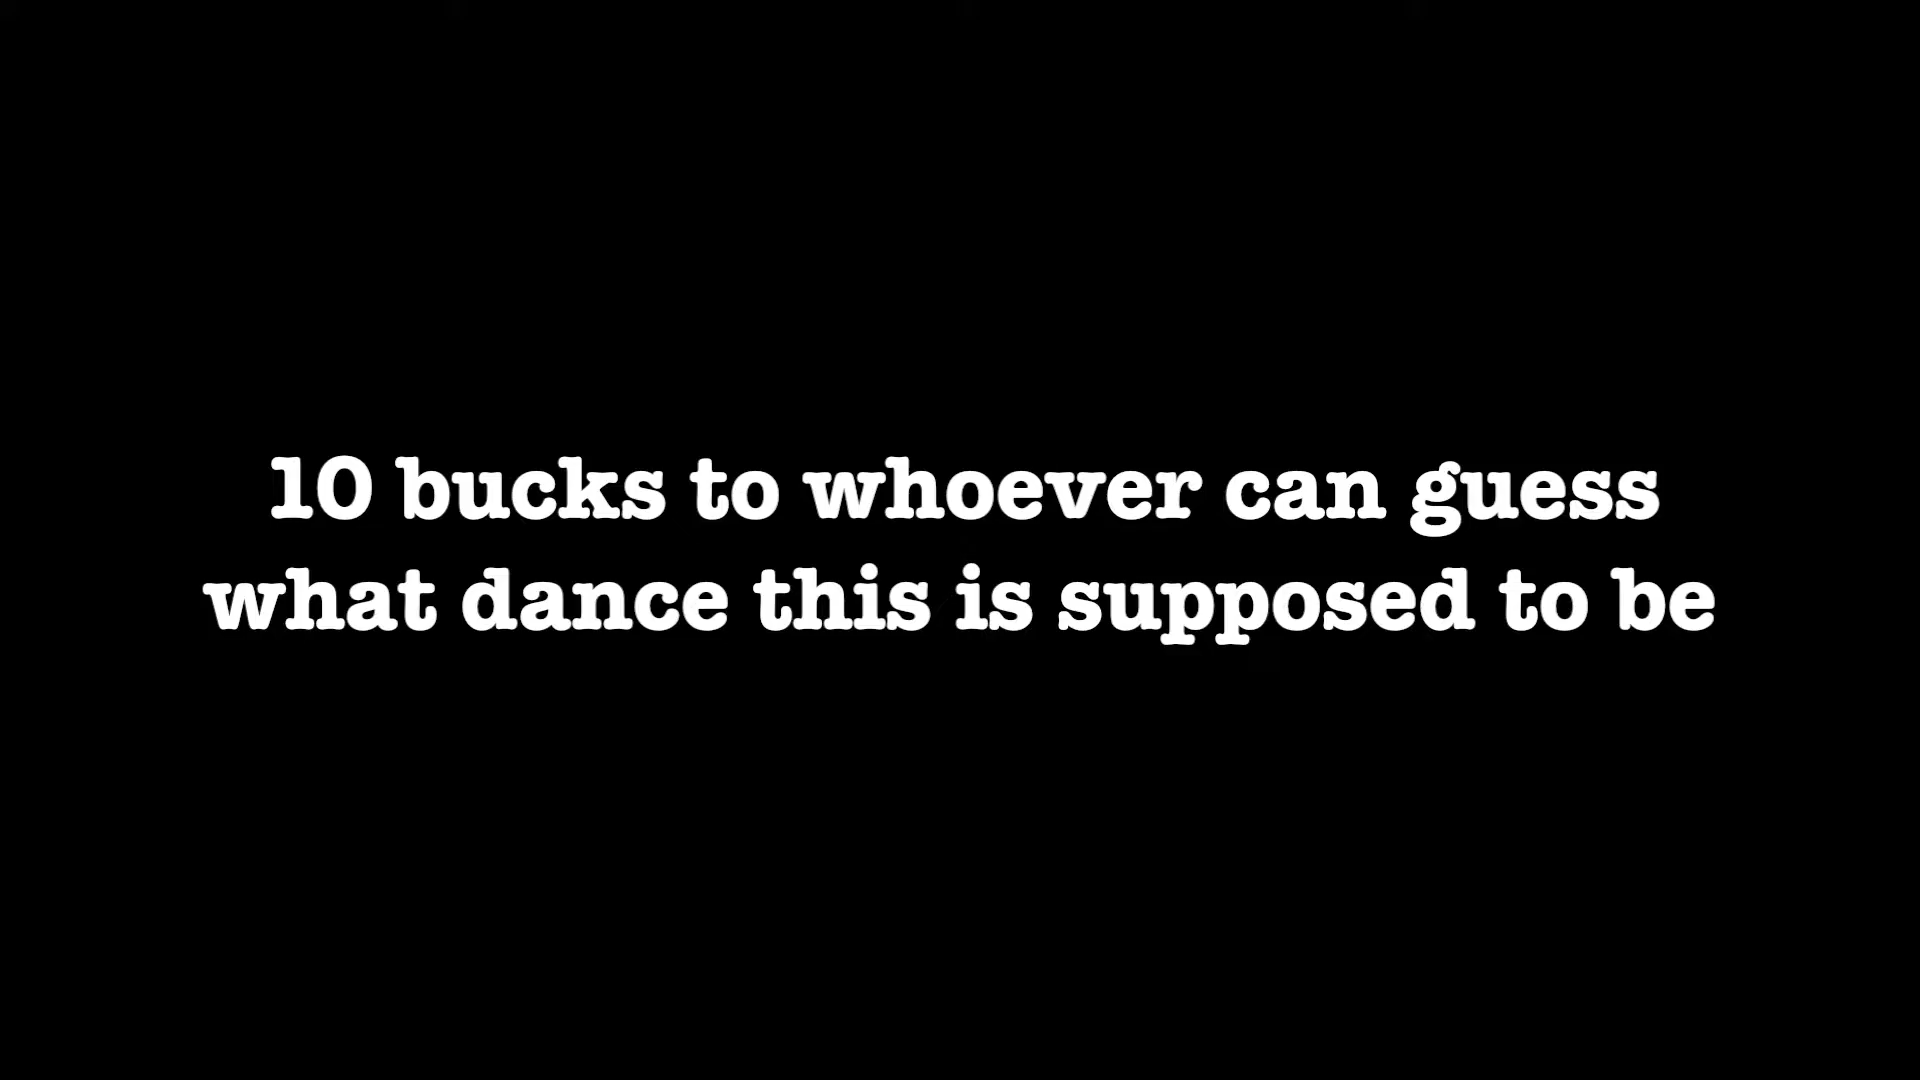 10 bucks to whoever can guess
what dance this is supposed to be